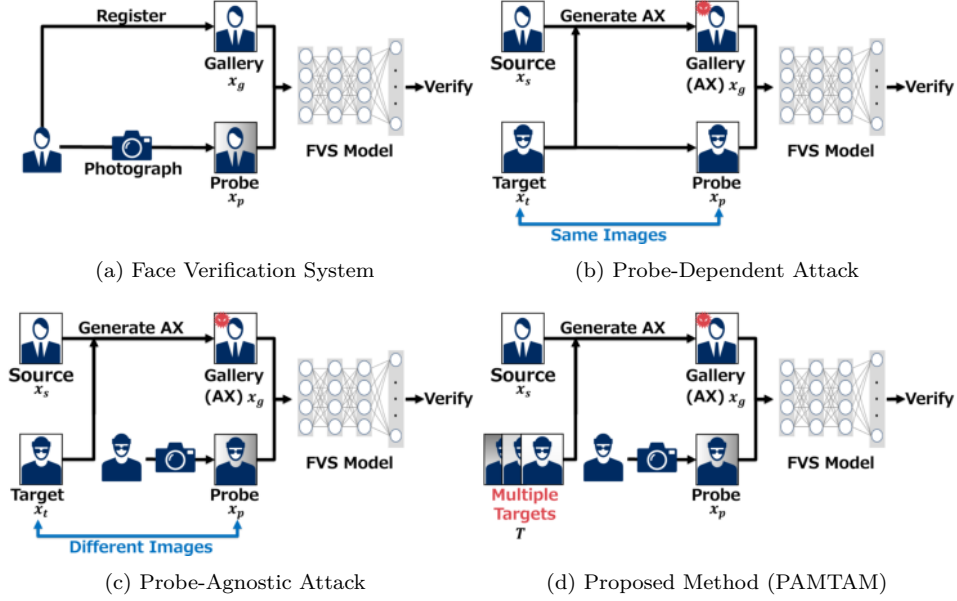 Register
Gallery
x_g
Photograph
Probe
x_p
FVS Model
Verify
(a) Face Verification System
Generate AX
Source
x_s
Gallery
(AX) x_g
Target
x_t
Probe
x_p
FVS Model
Verify
Same Images
(b) Probe-Dependent Attack
Generate AX
Source
x_s
Gallery
(AX) x_g
Target
x_t
Probe
x_p
FVS Model
Verify
Different Images
(c) Probe-Agnostic Attack
Generate AX
Source
x_s
Gallery
(AX) x_g
Multiple
Targets
T
Probe
x_p
FVS Model
Verify
(d) Proposed Method (PAMTAM)